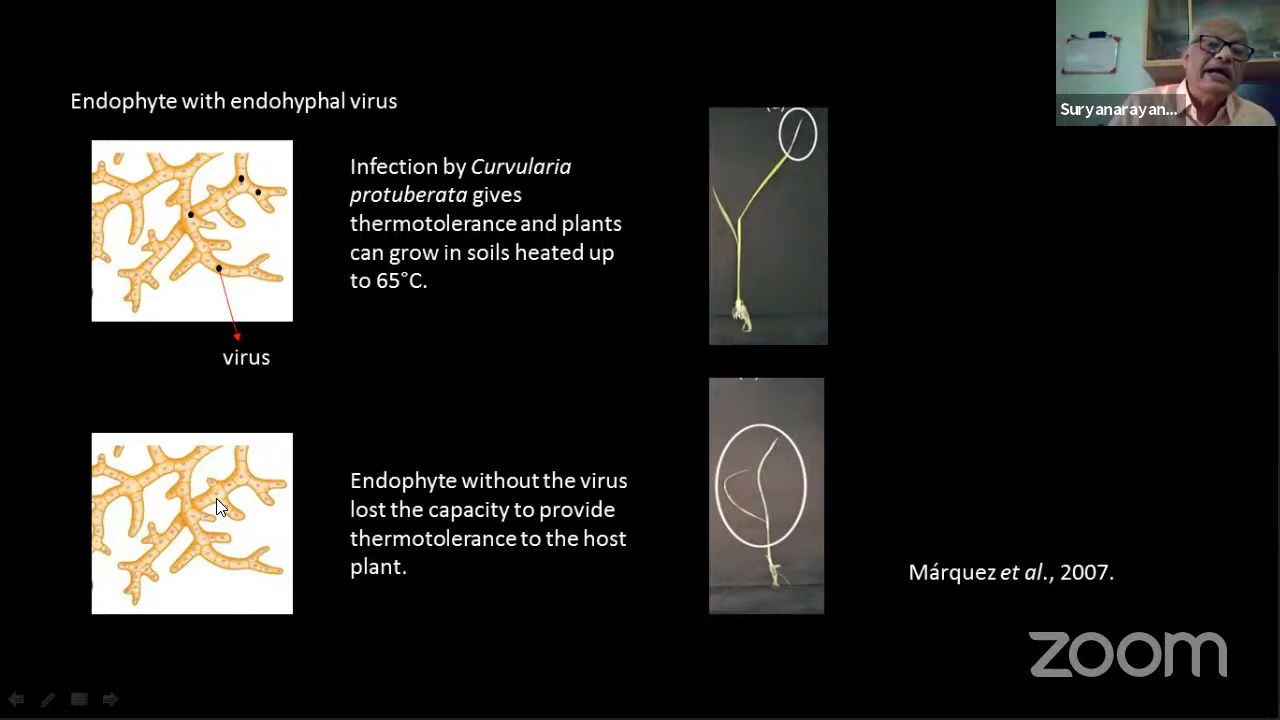 Endophyte with endohyphal virus
Suryanarayan...
Infection by Curvularia
protuberata gives
thermotolerance and plants
can grow in soils heated up
to 65°C.
virus
Endophyte without the virus
lost the capacity to provide
thermotolerance to the host
plant.
Márquez et al., 2007.
zoom